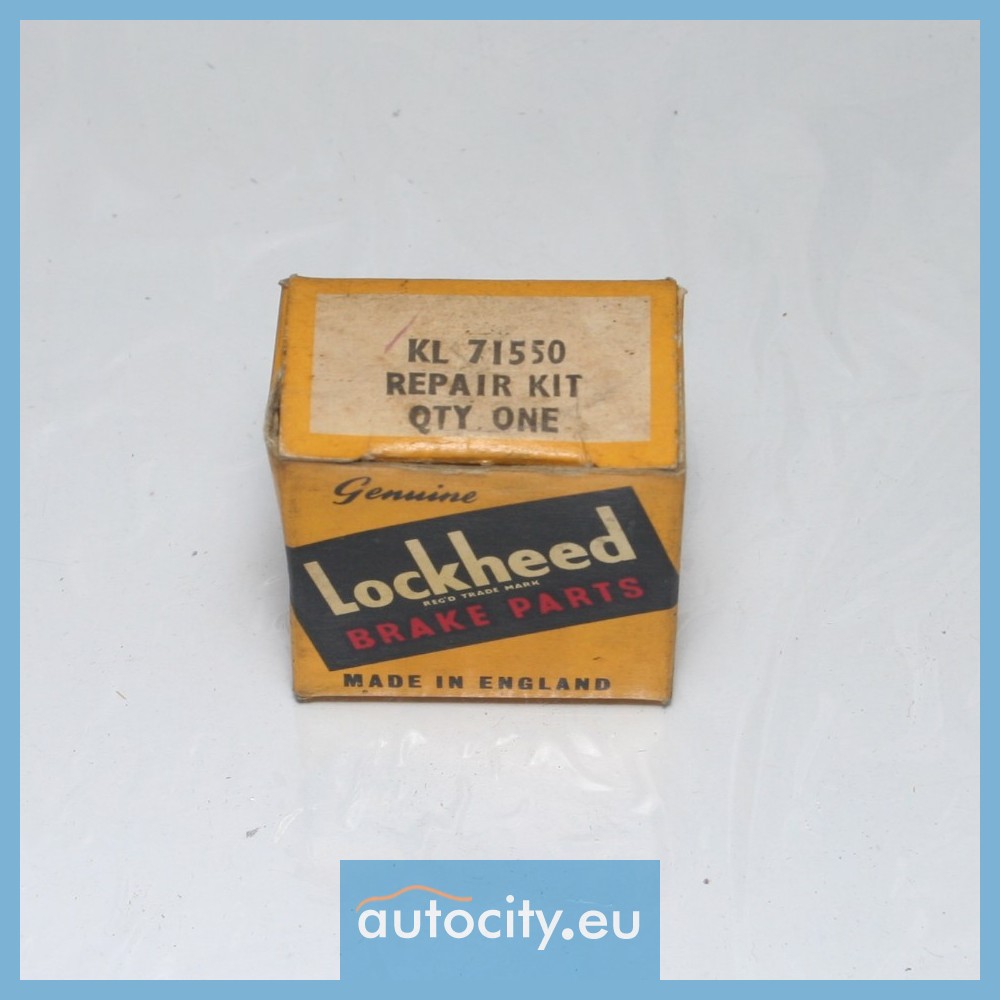 KL 71550
REPAIR KIT
QTY. ONE
Genuine
Lockheed
REG'D TRADE MARK
BRAKE PARTS
MADE IN ENGLAND
autocity.eu